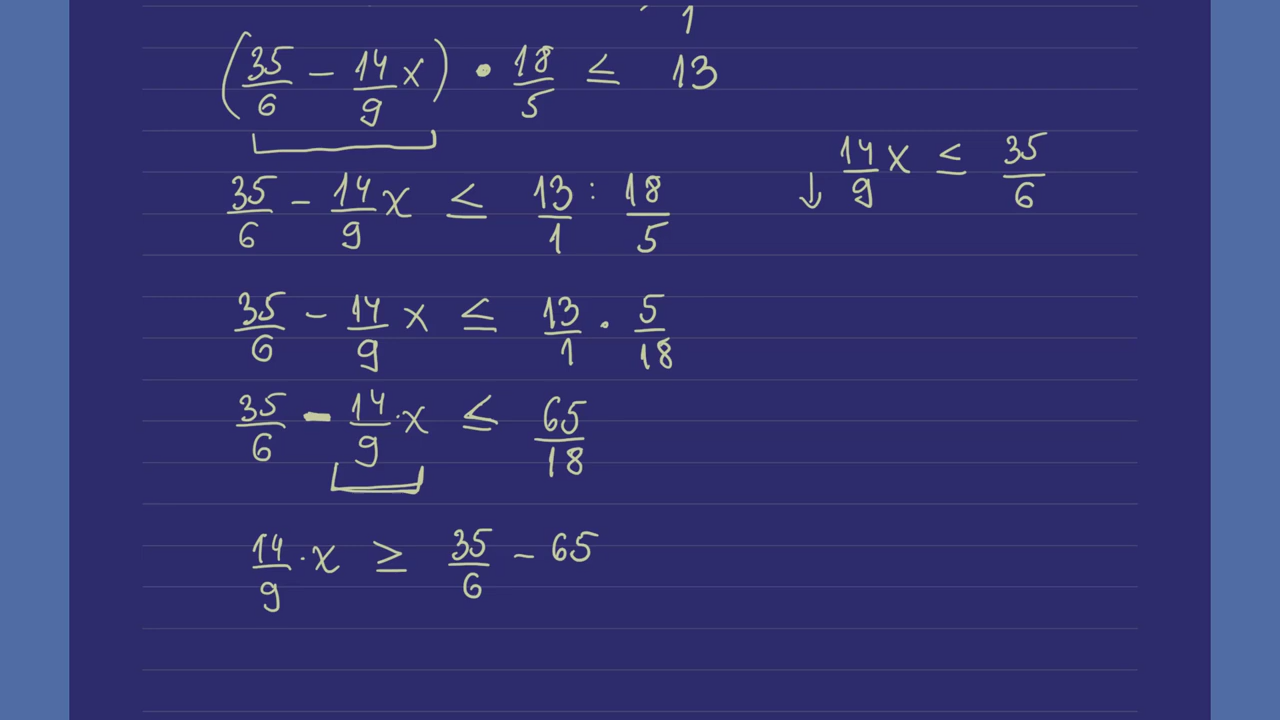 1
(35/6 - 14/9 x) • 18/5 ≤ 13
35/6 - 14/9 x ≤ 13/1 : 18/5
↓ 14/9 x ≤ 35/6
35/6 - 14/9 x ≤ 13/1 · 5/18
35/6 - 14/9 · x ≤ 65/18
14/9 · x ≥ 35/6 - 65